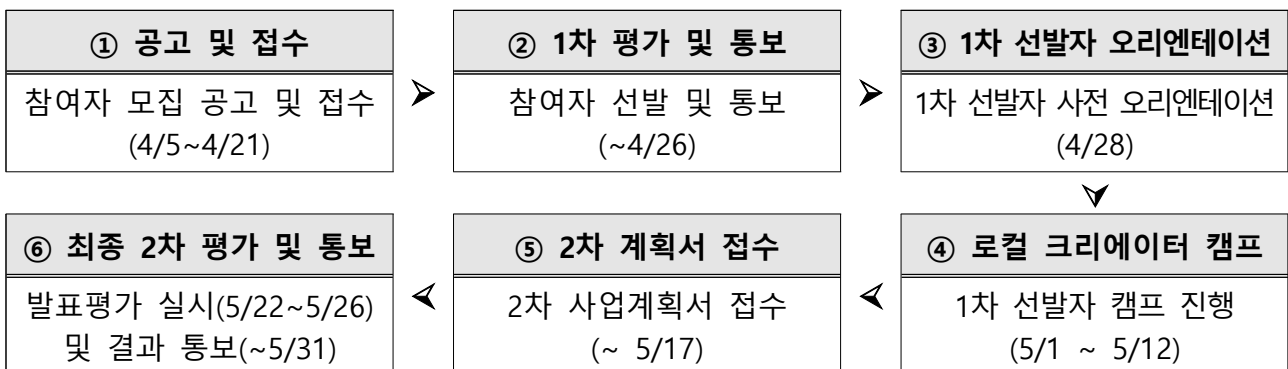 ① 공고 및 접수
참여자 모집 공고 및 접수
(4/5~4/21)
➢
② 1차 평가 및 통보
참여자 선발 및 통보
(~4/26)
➢
③ 1차 선발자 오리엔테이션
1차 선발자 사전 오리엔테이션
(4/28)
④ 로컬 크리에이터 캠프
1차 선발자 캠프 진행
(5/1 ~ 5/12)
⑤ 2차 계획서 접수
2차 사업계획서 접수
(~ 5/17)
⑥ 최종 2차 평가 및 통보
발표평가 실시(5/22~5/26)
및 결과 통보(~5/31)